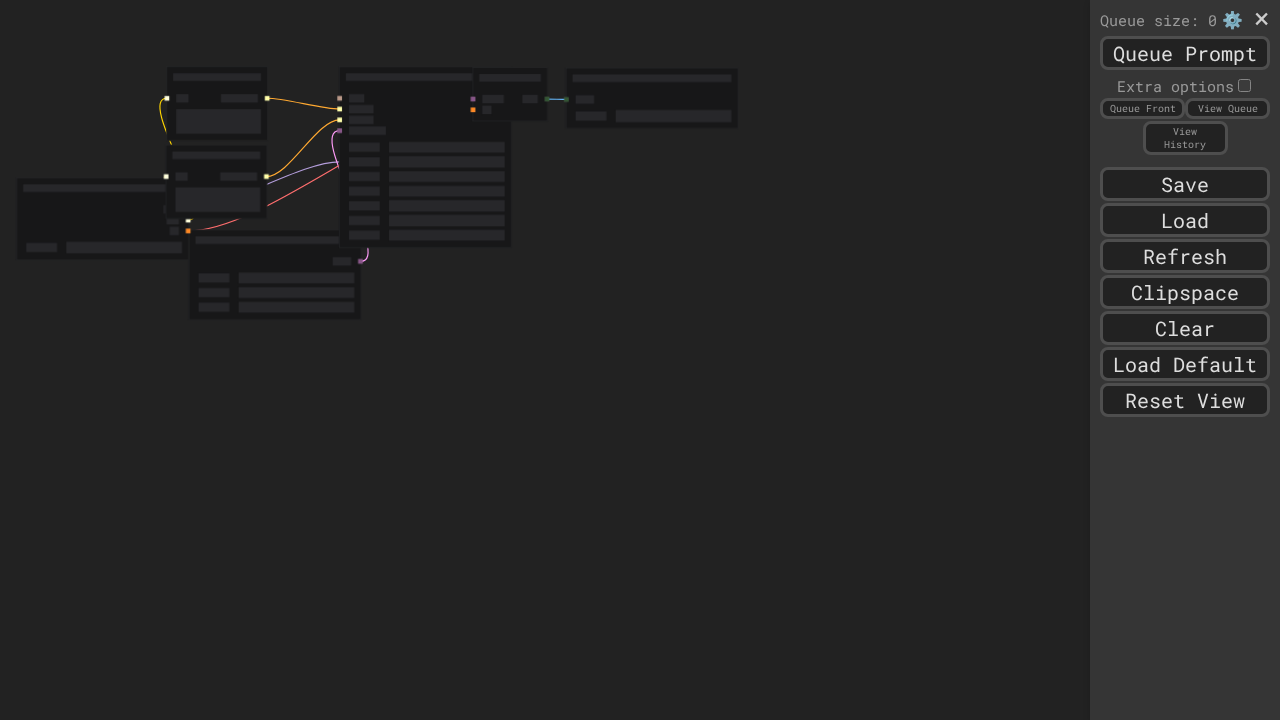 Queue size: 0
Queue Prompt
Extra options
Queue Front
View Queue
View
History
Save
Load
Refresh
Clipspace
Clear
Load Default
Reset View